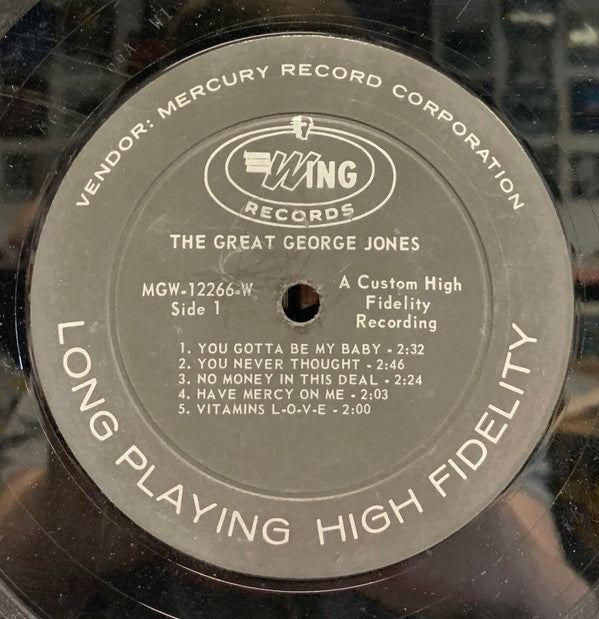 VENDOR: MERCURY RECORD CORPORATION
WING
RECORDS
THE GREAT GEORGE JONES
MGW-12266-W
Side 1
A Custom High
Fidelity
Recording
1. YOU GOTTA BE MY BABY - 2:32
2. YOU NEVER THOUGHT - 2:46
3. NO MONEY IN THIS DEAL - 2:24
4. HAVE MERCY ON ME - 2:03
5. VITAMINS L-O-V-E - 2:00
LONG PLAYING HIGH FIDELITY